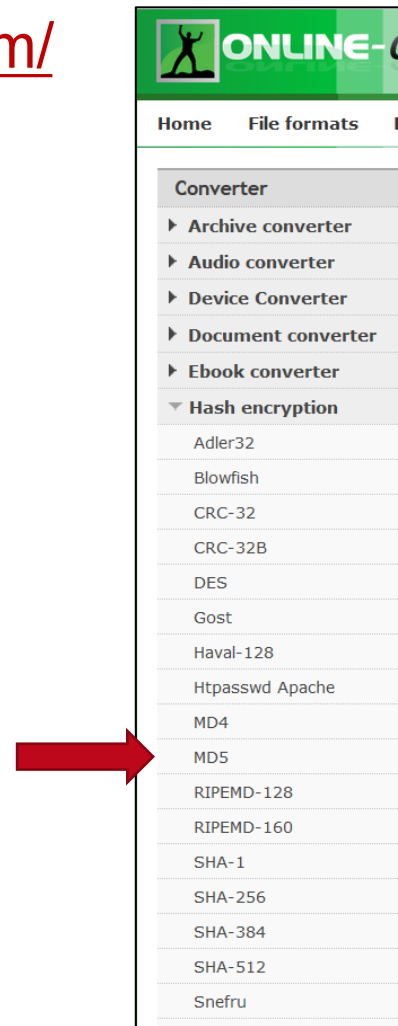 m/
ONLINE-
Home File formats
Converter
Archive converter
Audio converter
Device Converter
Document converter
Ebook converter
Hash encryption
Adler32
Blowfish
CRC-32
CRC-32B
DES
Gost
Haval-128
Htpasswd Apache
MD4
MD5
RIPEMD-128
RIPEMD-160
SHA-1
SHA-256
SHA-384
SHA-512
Snefru